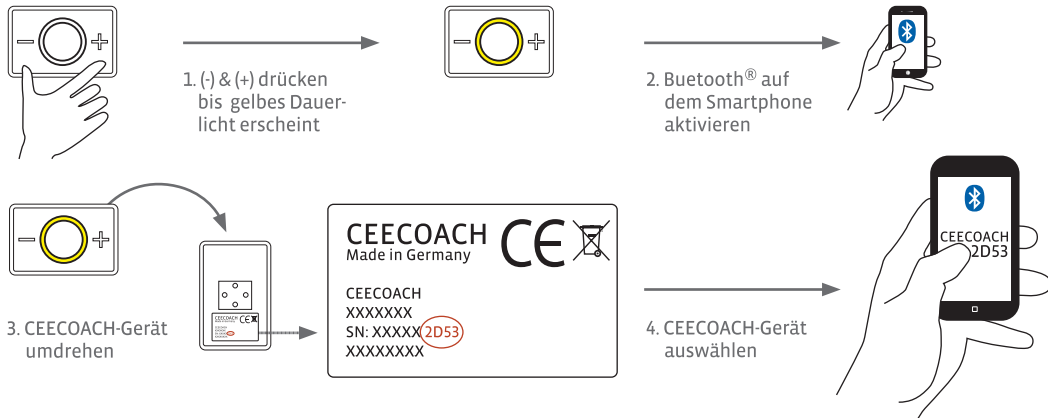 1. (-) & (+) drücken
bis gelbes Dauer-
licht erscheint
2. Buetooth® auf
dem Smartphone
aktivieren
3. CEECOACH-Gerät
umdrehen
CEECOACH
CEECOACH CE
Made in Germany
CEECOACH
XXXXXXX
SN: XXXXX2D53
XXXXXXXX
4. CEECOACH-Gerät
auswählen
CEECOACH
2D53